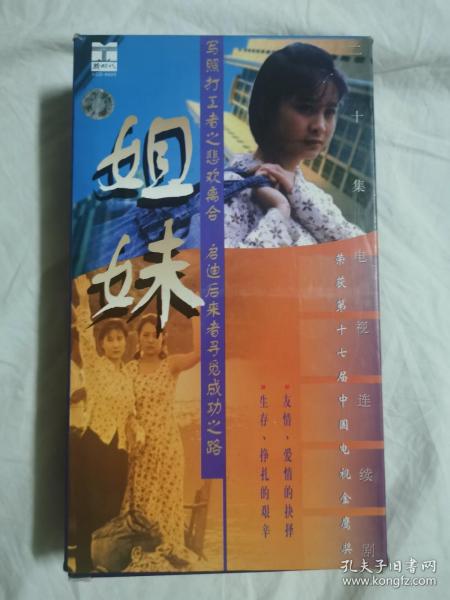 新时代
姐妹
写照打工者之悲欢离合 启迪后来者寻觅成功之路
二十集电视连续剧
荣获第十七届中国电视金鹰奖
友情、爱情的抉择
生存、挣扎的艰辛
孔夫子旧书网
www.kongfz.com